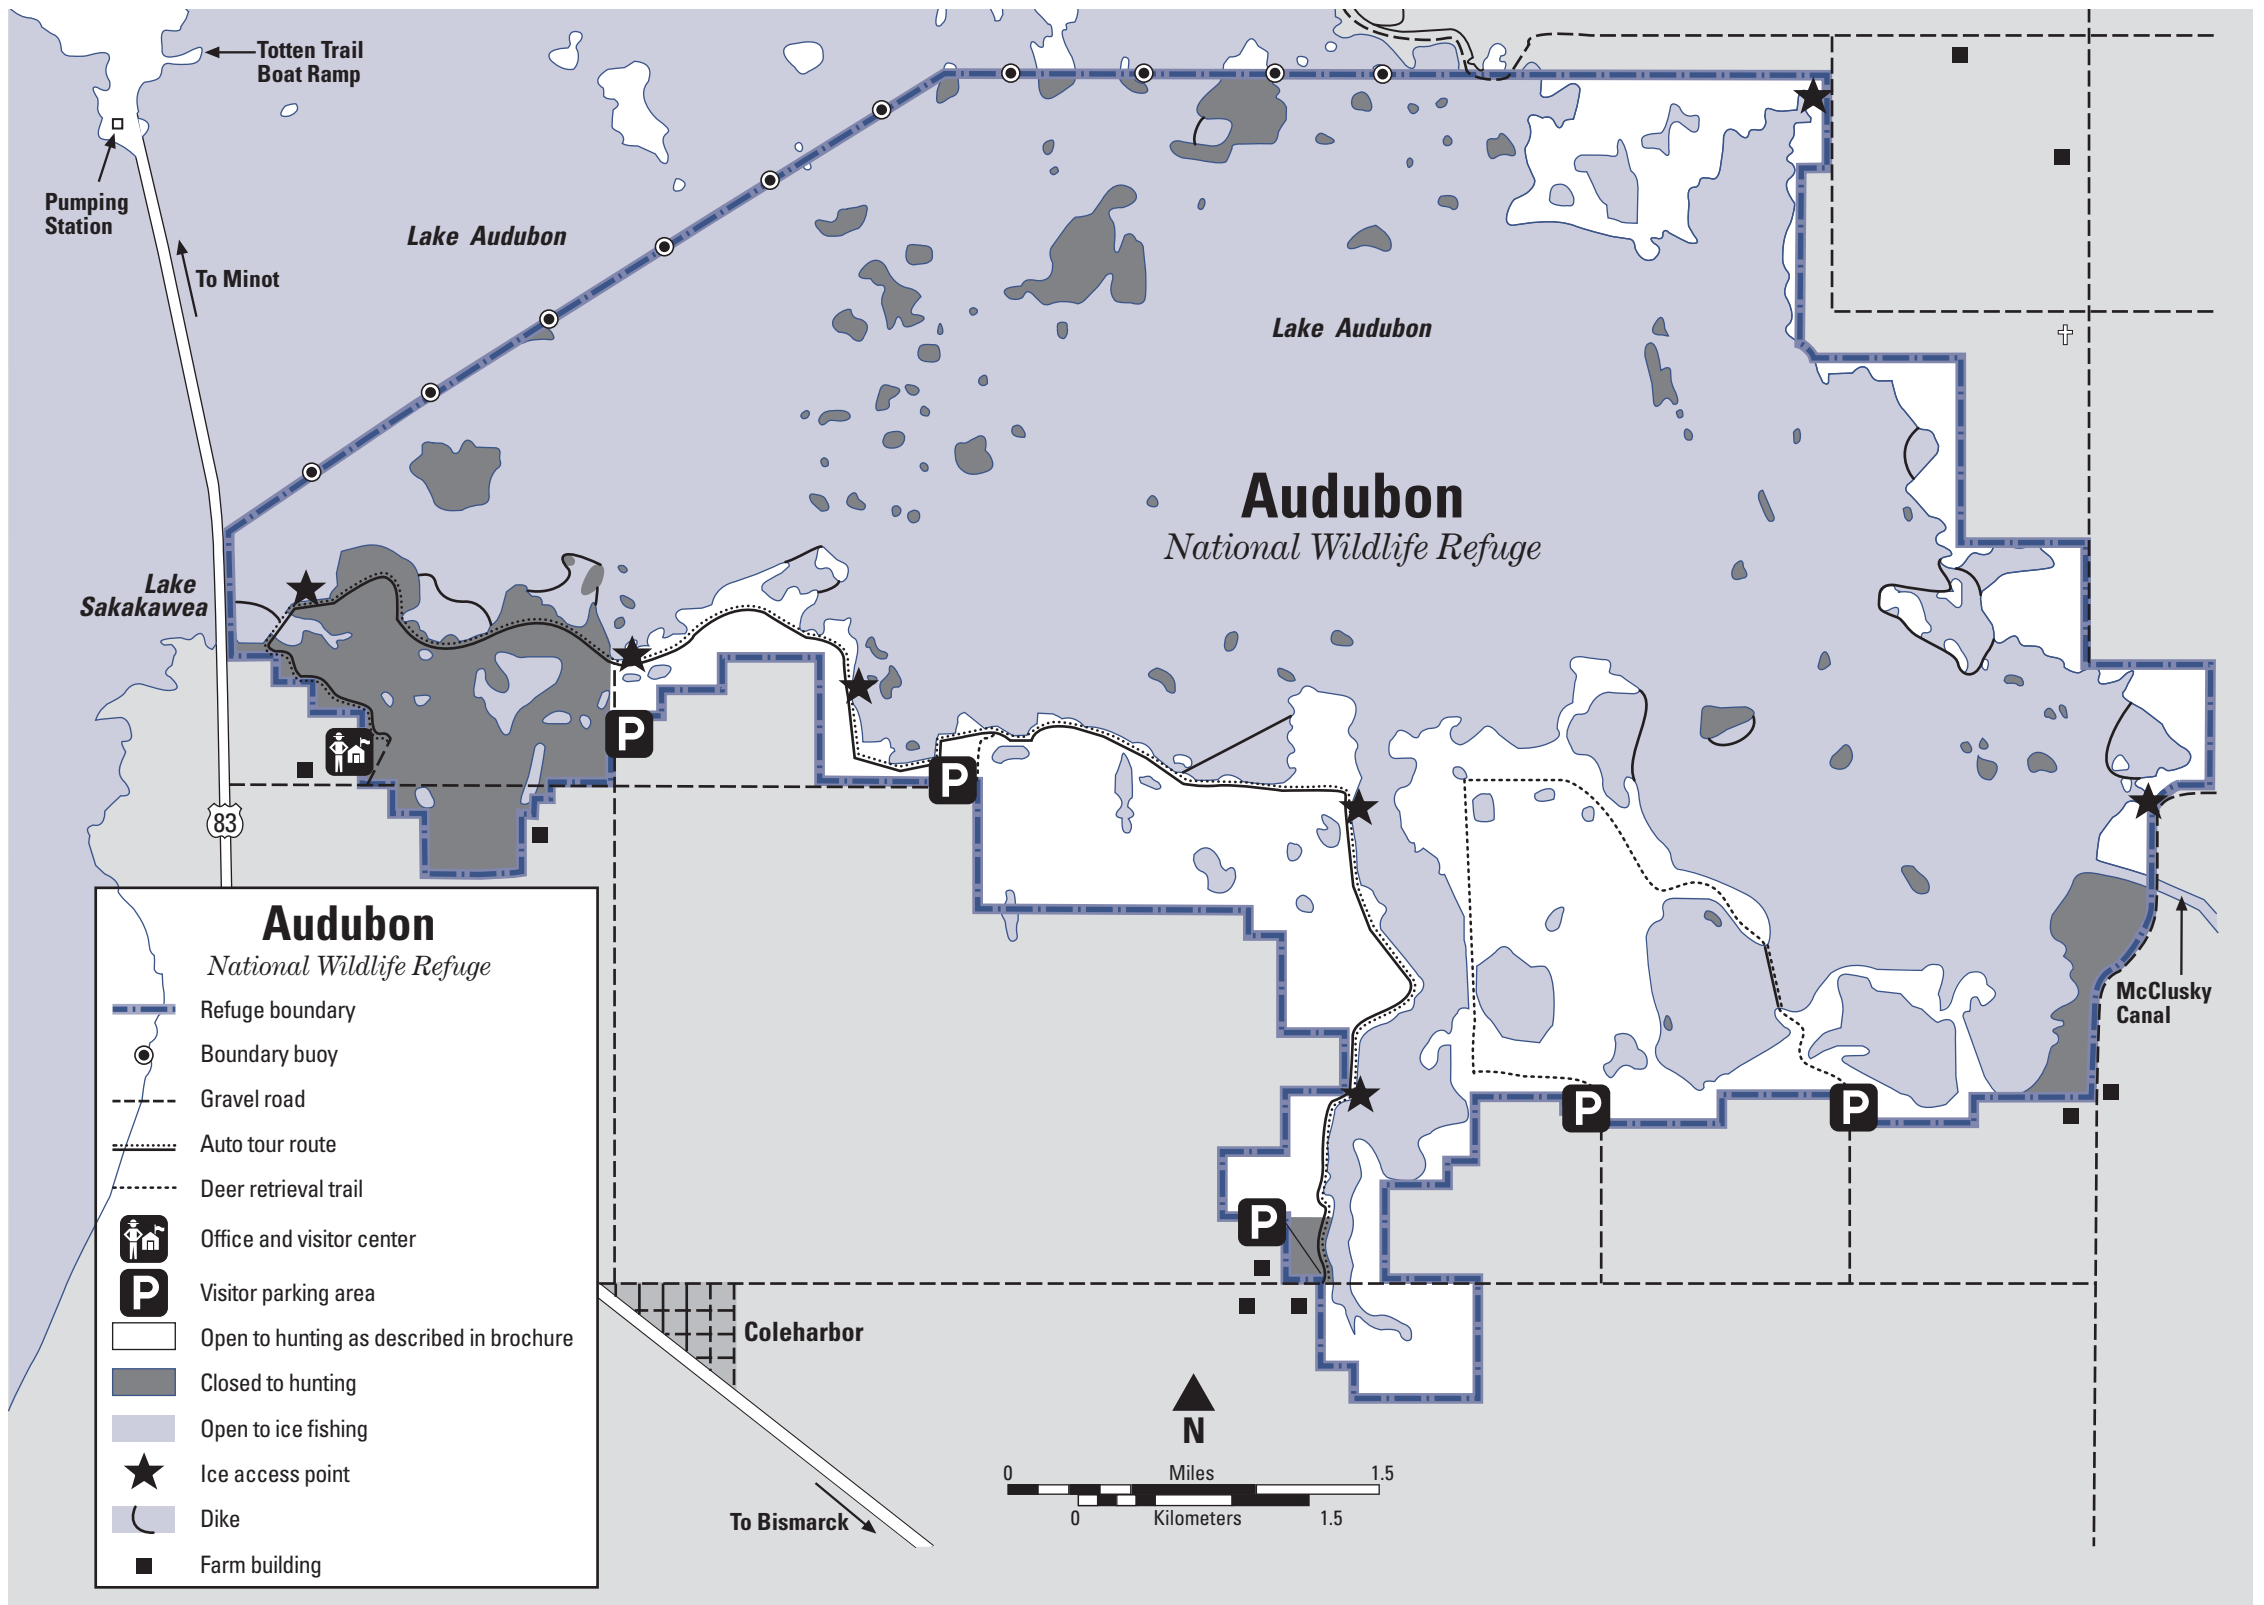 Totten Trail
Boat Ramp
Pumping
Station
To Minot
Lake Audubon
Lake Audubon
Audubon
National Wildlife Refuge
Lake
Sakakawea
P
P
83
McClusky
Canal
P
P
P
Coleharbor
To Bismarck
N
0 Miles 1.5
0 Kilometers 1.5
Audubon
National Wildlife Refuge
Refuge boundary
Boundary buoy
Gravel road
Auto tour route
Deer retrieval trail
Office and visitor center
P Visitor parking area
Open to hunting as described in brochure
Closed to hunting
Open to ice fishing
Ice access point
Dike
Farm building